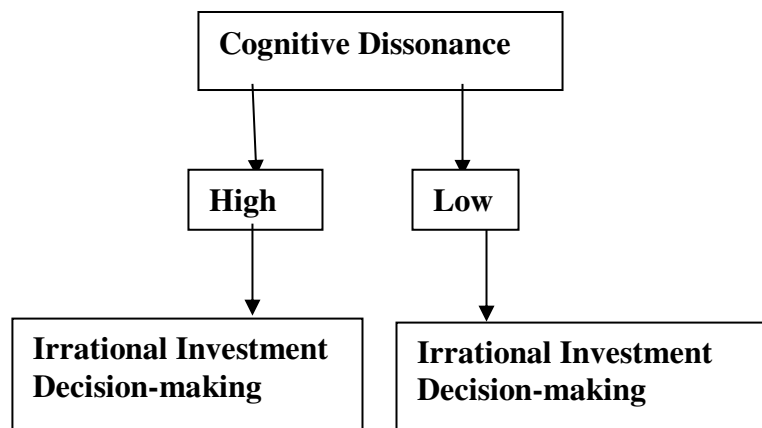 Cognitive Dissonance
High
Low
Irrational Investment
Decision-making
Irrational Investment
Decision-making